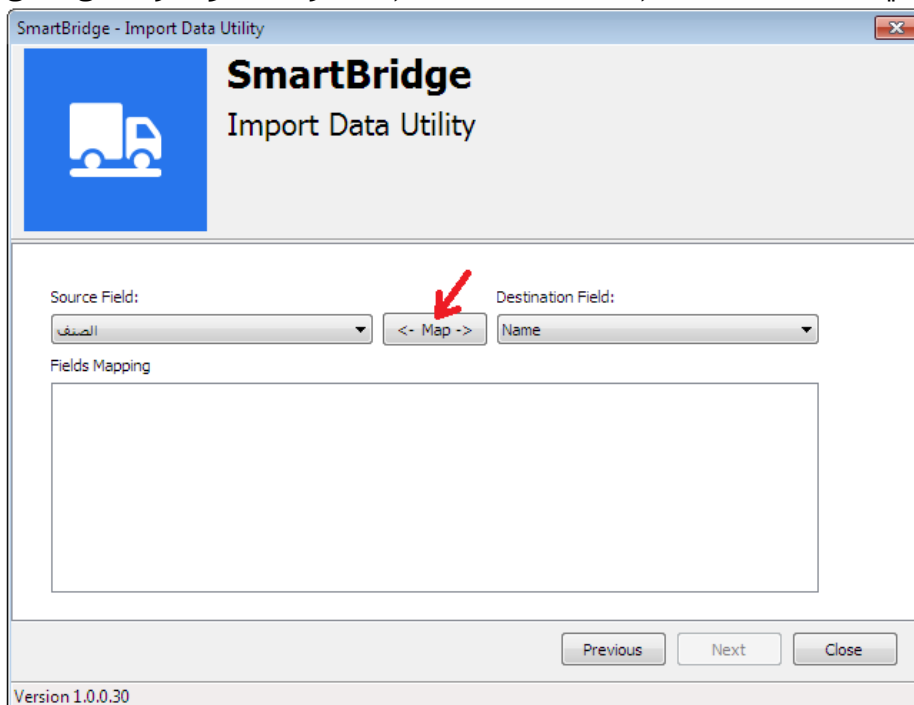 SmartBridge - Import Data Utility
SmartBridge
Import Data Utility
Source Field:
Destination Field:
الصنف
<- Map ->
Name
Fields Mapping
Previous
Next
Close
Version 1.0.0.30